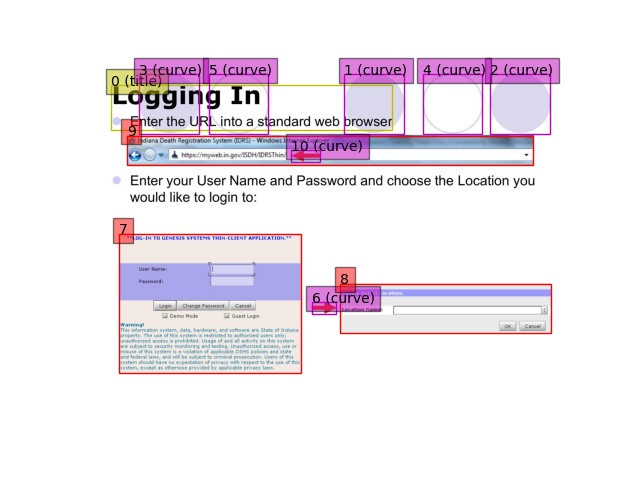 3 (curve) 5 (curve) 1 (curve) 4 (curve) 2 (curve)
0 (title)
Logging In
Enter the URL into a standard web browser
9
Indiana Death Registration System (IDRS) - Windows
10 (curve)
https://myweb.in.gov/ISDH/IDRSThin/
Enter your User Name and Password and choose the Location you
would like to login to:
7
LOG-IN TO GENESIS SYSTEMS THIN-CLIENT APPLICATION.**
User Name:
Password:
Login Change Password Cancel
Demo Mode Guest Login
Warning!
This information system, data, hardware, and software are State of Indiana
property. The use of this system is restricted to authorized users only;
unauthorized access is prohibited. Usage of and all activity on this system
are subject to security monitoring and testing. Unauthorized access, use or
misuse of this system is a violation of applicable DSHS policies and state
and federal laws, and will be subject to criminal prosecution. Users of this
system should have no expectation of privacy with respect to the use of this
system, except as otherwise provided by applicable privacy laws.
8
6 (curve)
Location Name:
OK Cancel